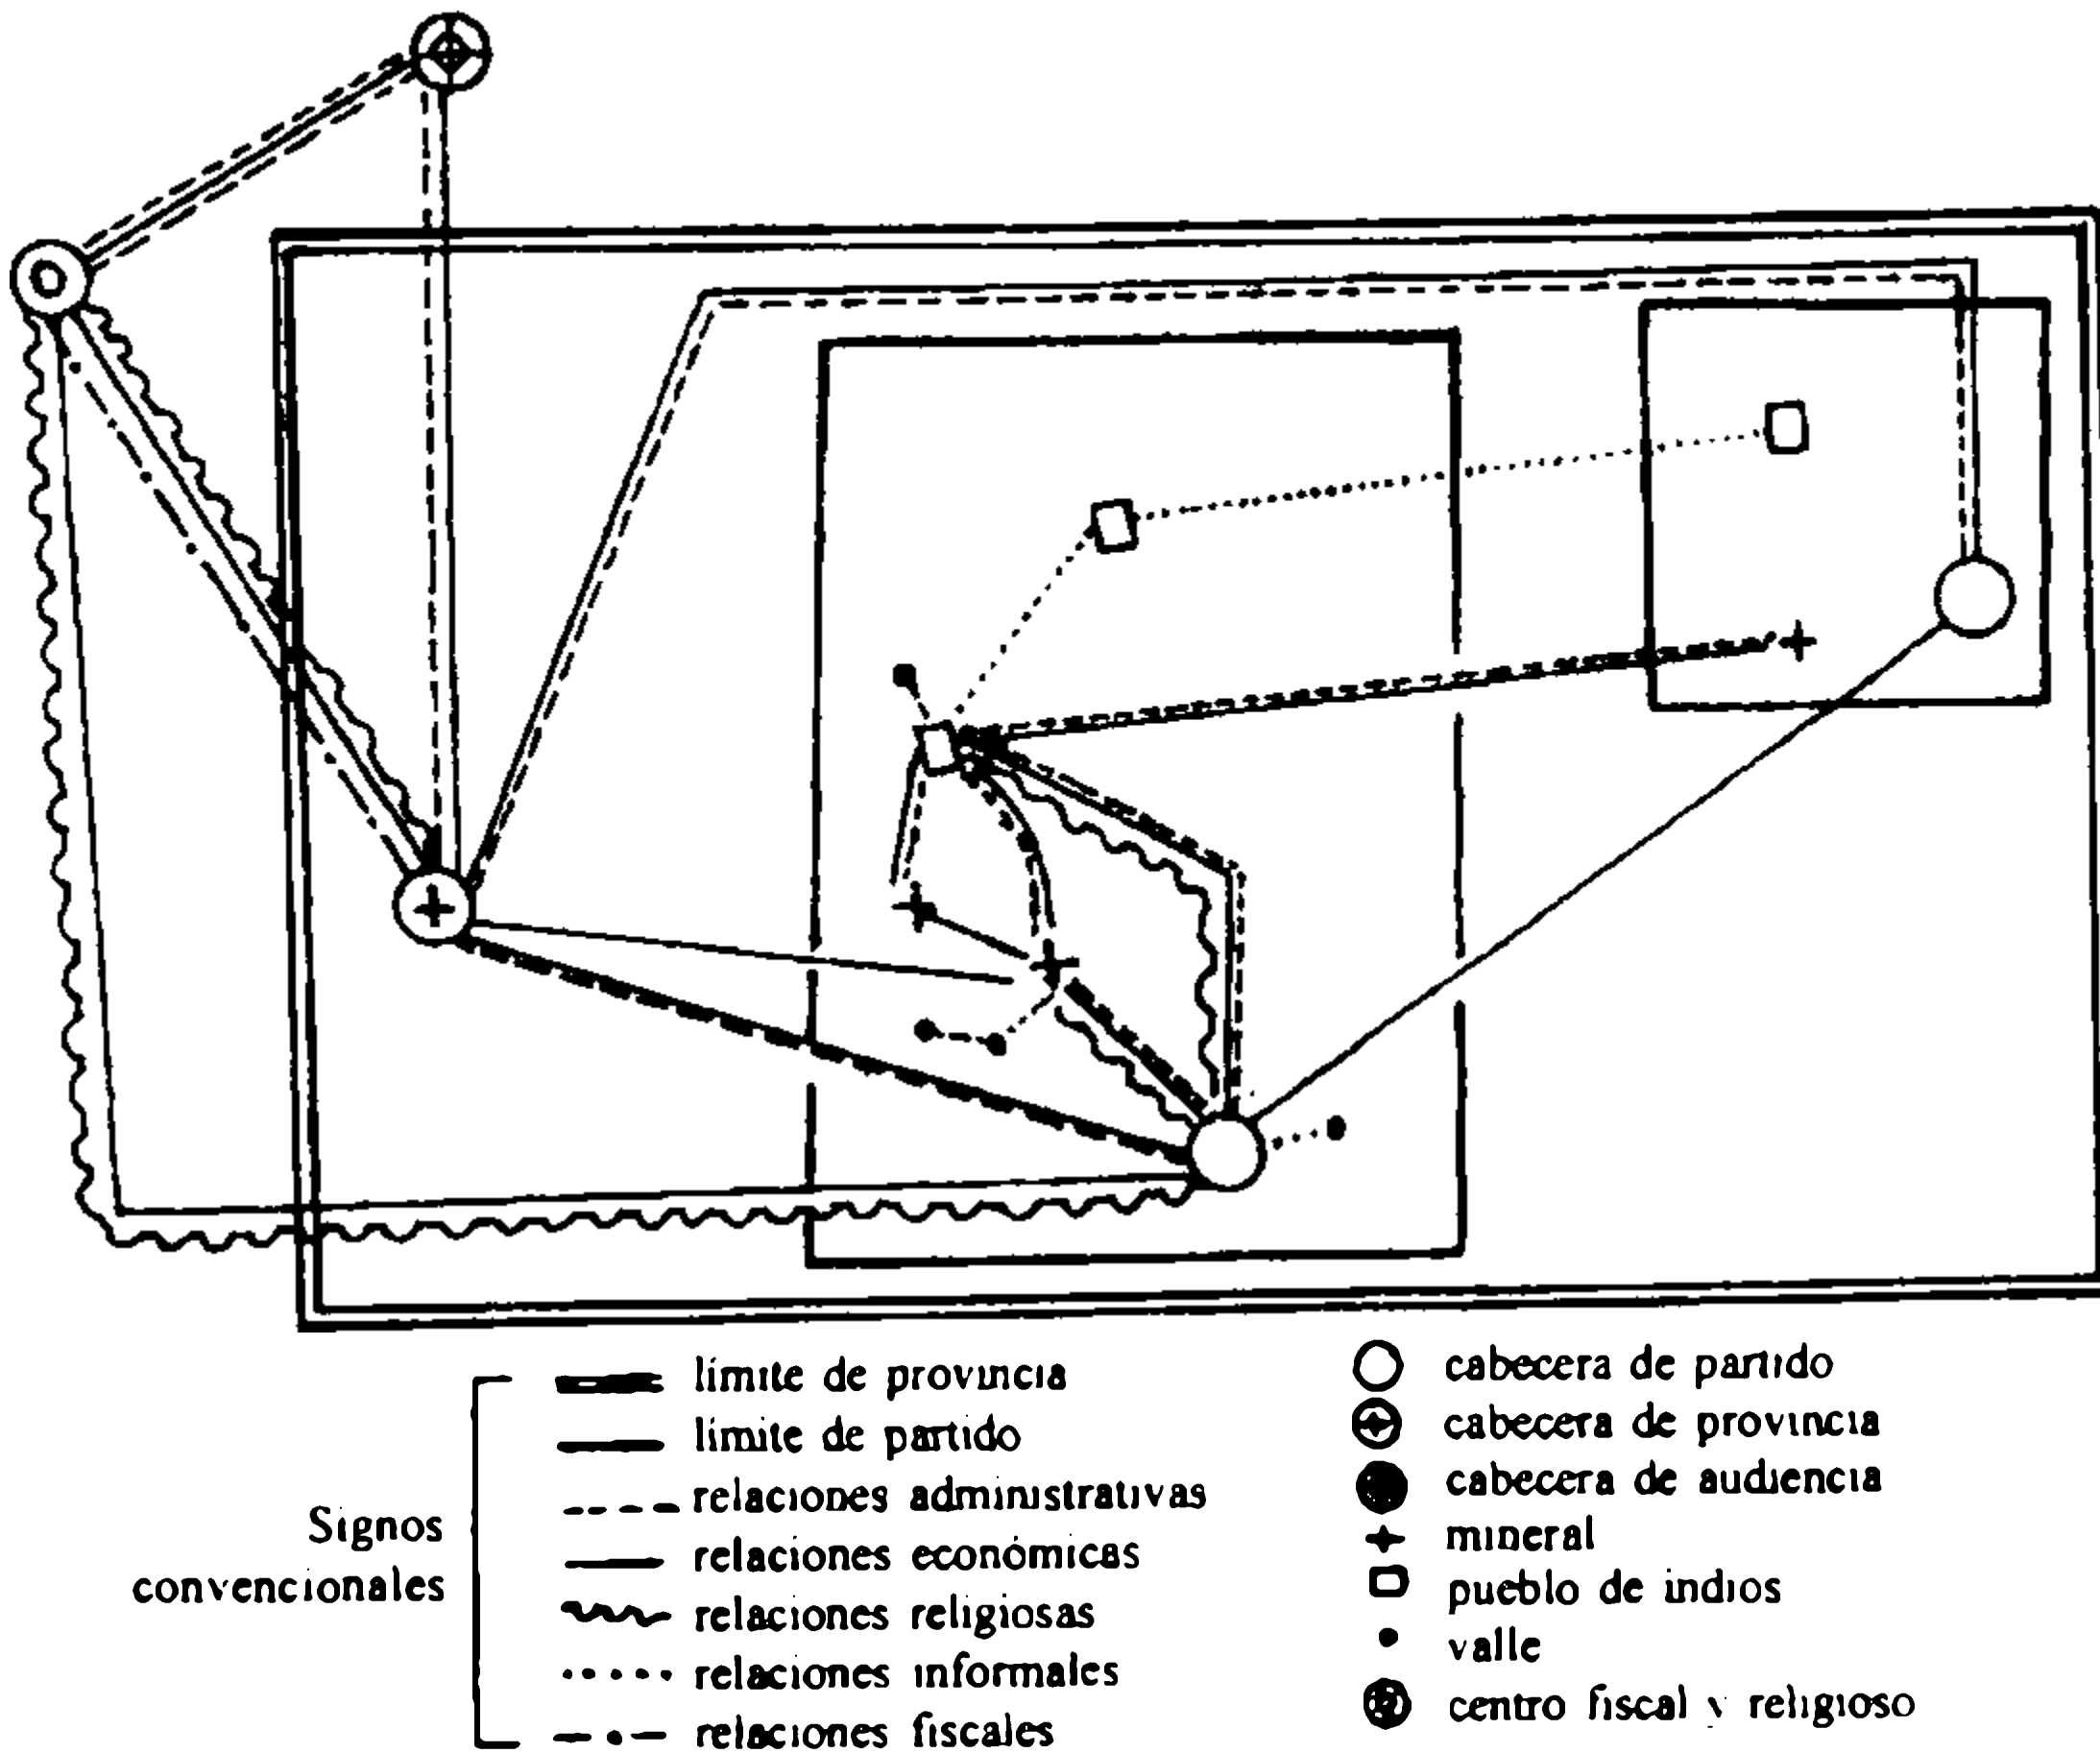 límite de provincia
límite de partido
relaciones administrativas
relaciones económicas
relaciones religiosas
relaciones informales
relaciones fiscales
Signos
convencionales
cabecera de partido
cabecera de provincia
cabecera de audiencia
mineral
pueblo de indios
valle
centro fiscal y religioso